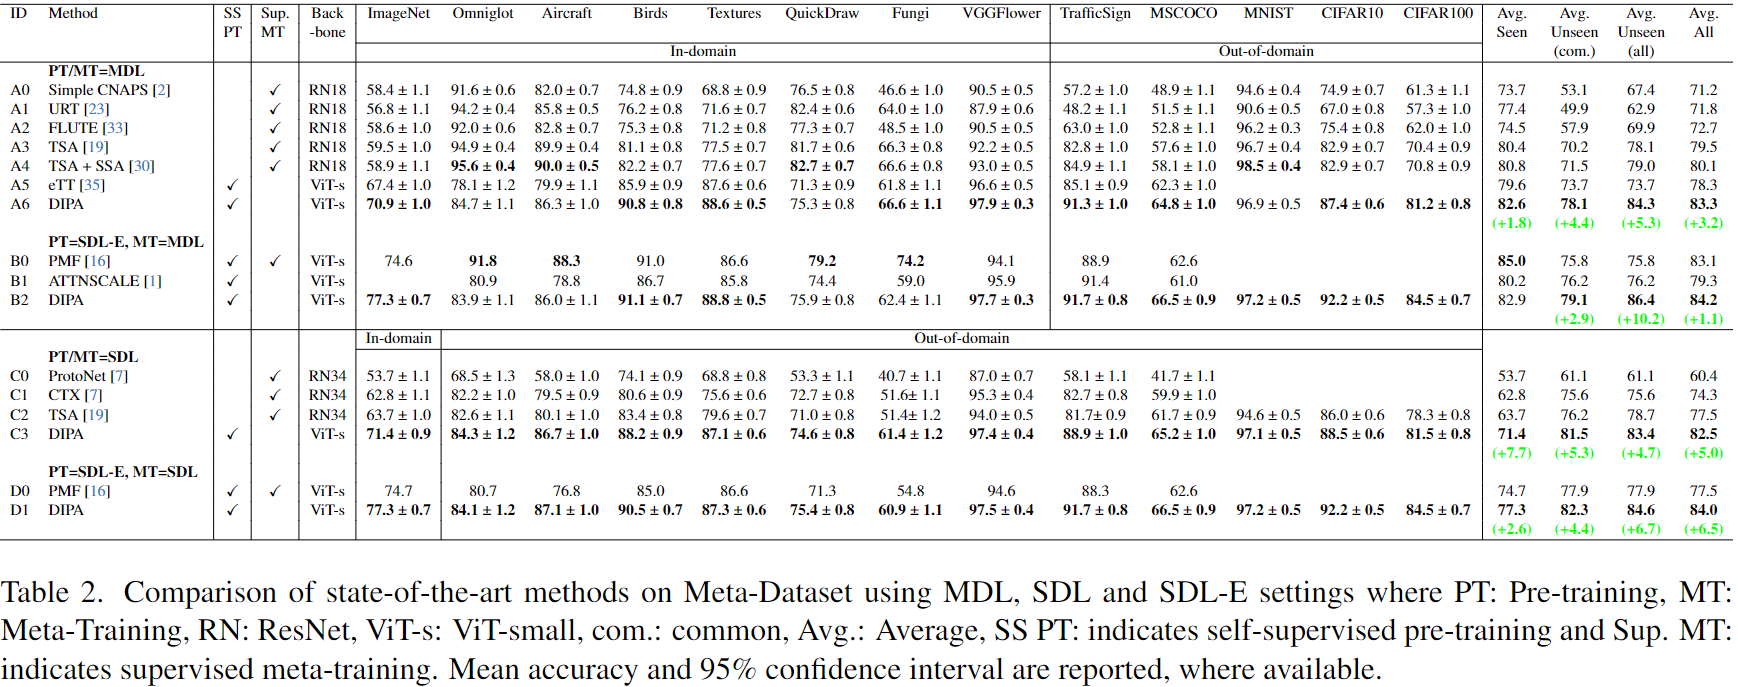 ID Method SS Sup. Back ImageNet Omniglot Aircraft Birds Textures QuickDraw Fungi VGGFlower TrafficSign MSCOCO MNIST CIFAR10 CIFAR100 Avg. Avg. Avg. Avg.
PT MT -bone Seen Unseen Unseen All
In-domain Out-of-domain (com.) (all)
PT/MT=MDL
A0 Simple CNAPS [2] ✓ RN18 58.4 ± 1.1 91.6 ± 0.6 82.0 ± 0.7 74.8 ± 0.9 68.8 ± 0.9 76.5 ± 0.8 46.6 ± 1.0 90.5 ± 0.5 57.2 ± 1.0 48.9 ± 1.1 94.6 ± 0.4 74.9 ± 0.7 61.3 ± 1.1 73.7 53.1 67.4 71.2
A1 URT [23] ✓ RN18 56.8 ± 1.1 94.2 ± 0.4 85.8 ± 0.5 76.2 ± 0.8 71.6 ± 0.7 82.4 ± 0.6 64.0 ± 1.0 87.9 ± 0.6 48.2 ± 1.1 51.5 ± 1.1 90.6 ± 0.5 67.0 ± 0.8 57.3 ± 1.0 77.4 49.9 62.9 71.8
A2 FLUTE [33] ✓ RN18 58.6 ± 1.0 92.0 ± 0.6 82.8 ± 0.7 75.3 ± 0.8 71.2 ± 0.8 77.3 ± 0.7 48.5 ± 1.0 90.5 ± 0.5 63.0 ± 1.0 52.8 ± 1.1 96.2 ± 0.3 75.4 ± 0.8 62.0 ± 1.0 74.5 57.9 69.9 72.7
A3 TSA [19] ✓ RN18 59.5 ± 1.0 94.9 ± 0.4 89.9 ± 0.4 81.1 ± 0.8 77.5 ± 0.7 81.7 ± 0.6 66.3 ± 0.8 92.2 ± 0.5 82.8 ± 1.0 57.6 ± 1.0 96.7 ± 0.4 82.9 ± 0.7 70.4 ± 0.9 80.4 70.2 78.1 79.5
A4 TSA + SSA [30] ✓ RN18 58.9 ± 1.1 95.6 ± 0.4 90.0 ± 0.5 82.2 ± 0.7 77.6 ± 0.7 82.7 ± 0.7 66.6 ± 0.8 93.0 ± 0.5 84.9 ± 1.1 58.1 ± 1.0 98.5 ± 0.4 82.9 ± 0.7 70.8 ± 0.9 80.8 71.5 79.0 80.1
A5 eTT [35] ✓ ViT-s 67.4 ± 1.0 78.1 ± 1.2 79.9 ± 1.1 85.9 ± 0.9 87.6 ± 0.6 71.3 ± 0.9 61.8 ± 1.1 96.6 ± 0.5 85.1 ± 0.9 62.3 ± 1.0 79.6 73.7 73.7 78.3
A6 DIPA ✓ ViT-s 70.9 ± 1.0 84.7 ± 1.1 86.3 ± 1.0 90.8 ± 0.8 88.6 ± 0.5 75.3 ± 0.8 66.6 ± 1.1 97.9 ± 0.3 91.3 ± 1.0 64.8 ± 1.0 96.9 ± 0.5 87.4 ± 0.6 81.2 ± 0.8 82.6 78.1 84.3 83.3
(+1.8) (+4.4) (+5.3) (+3.2)
PT=SDL-E, MT=MDL
B0 PMF [16] ✓ ✓ ViT-s 74.6 91.8 88.3 91.0 86.6 79.2 74.2 94.1 88.9 62.6 85.0 75.8 75.8 83.1
B1 ATTNSCALE [1] ✓ ViT-s 80.9 78.8 86.7 85.8 74.4 59.0 95.9 91.4 61.0 80.2 76.2 76.2 79.3
B2 DIPA ✓ ViT-s 77.3 ± 0.7 83.9 ± 1.1 86.0 ± 1.1 91.1 ± 0.7 88.8 ± 0.5 75.9 ± 0.8 62.4 ± 1.1 97.7 ± 0.3 91.7 ± 0.8 66.5 ± 0.9 97.2 ± 0.5 92.2 ± 0.5 84.5 ± 0.7 82.9 79.1 86.4 84.2
(+2.9) (+10.2) (+1.1)
In-domain Out-of-domain
PT/MT=SDL
C0 ProtoNet [7] ✓ RN34 53.7 ± 1.1 68.5 ± 1.3 58.0 ± 1.0 74.1 ± 0.9 68.8 ± 0.8 53.3 ± 1.1 40.7 ± 1.1 87.0 ± 0.7 58.1 ± 1.1 41.7 ± 1.1 53.7 61.1 61.1 60.4
C1 CTX [7] ✓ RN34 62.8 ± 1.1 82.2 ± 1.0 79.5 ± 0.9 80.6 ± 0.9 75.6 ± 0.6 72.7 ± 0.8 51.6± 1.1 95.3 ± 0.4 82.7 ± 0.8 59.9 ± 1.0 62.8 75.6 75.6 74.3
C2 TSA [19] ✓ RN34 63.7 ± 1.0 82.6 ± 1.1 80.1 ± 1.0 83.4 ± 0.8 79.6 ± 0.7 71.0 ± 0.8 51.4± 1.2 94.0 ± 0.5 81.7± 0.9 61.7 ± 0.9 94.6 ± 0.5 86.0 ± 0.6 78.3 ± 0.8 63.7 76.2 78.7 77.5
C3 DIPA ✓ ViT-s 71.4 ± 0.9 84.3 ± 1.2 86.7 ± 1.0 88.2 ± 0.9 87.1 ± 0.6 74.6 ± 0.8 61.4 ± 1.2 97.4 ± 0.4 88.9 ± 1.0 65.2 ± 1.0 97.1 ± 0.5 88.5 ± 0.6 81.5 ± 0.8 71.4 81.5 83.4 82.5
(+7.7) (+5.3) (+4.7) (+5.0)
PT=SDL-E, MT=SDL
D0 PMF [16] ✓ ✓ ViT-s 74.7 80.7 76.8 85.0 86.6 71.3 54.8 94.6 88.3 62.6 74.7 77.9 77.9 77.5
D1 DIPA ✓ ViT-s 77.3 ± 0.7 84.1 ± 1.2 87.1 ± 1.0 90.5 ± 0.7 87.3 ± 0.6 75.4 ± 0.8 60.9 ± 1.1 97.5 ± 0.4 91.7 ± 0.8 66.5 ± 0.9 97.2 ± 0.5 92.2 ± 0.5 84.5 ± 0.7 77.3 82.3 84.6 84.0
(+2.6) (+4.4) (+6.7) (+6.5)
Table 2. Comparison of state-of-the-art methods on Meta-Dataset using MDL, SDL and SDL-E settings where PT: Pre-training, MT:
Meta-Training, RN: ResNet, ViT-s: ViT-small, com.: common, Avg.: Average, SS PT: indicates self-supervised pre-training and Sup. MT:
indicates supervised meta-training. Mean accuracy and 95% confidence interval are reported, where available.